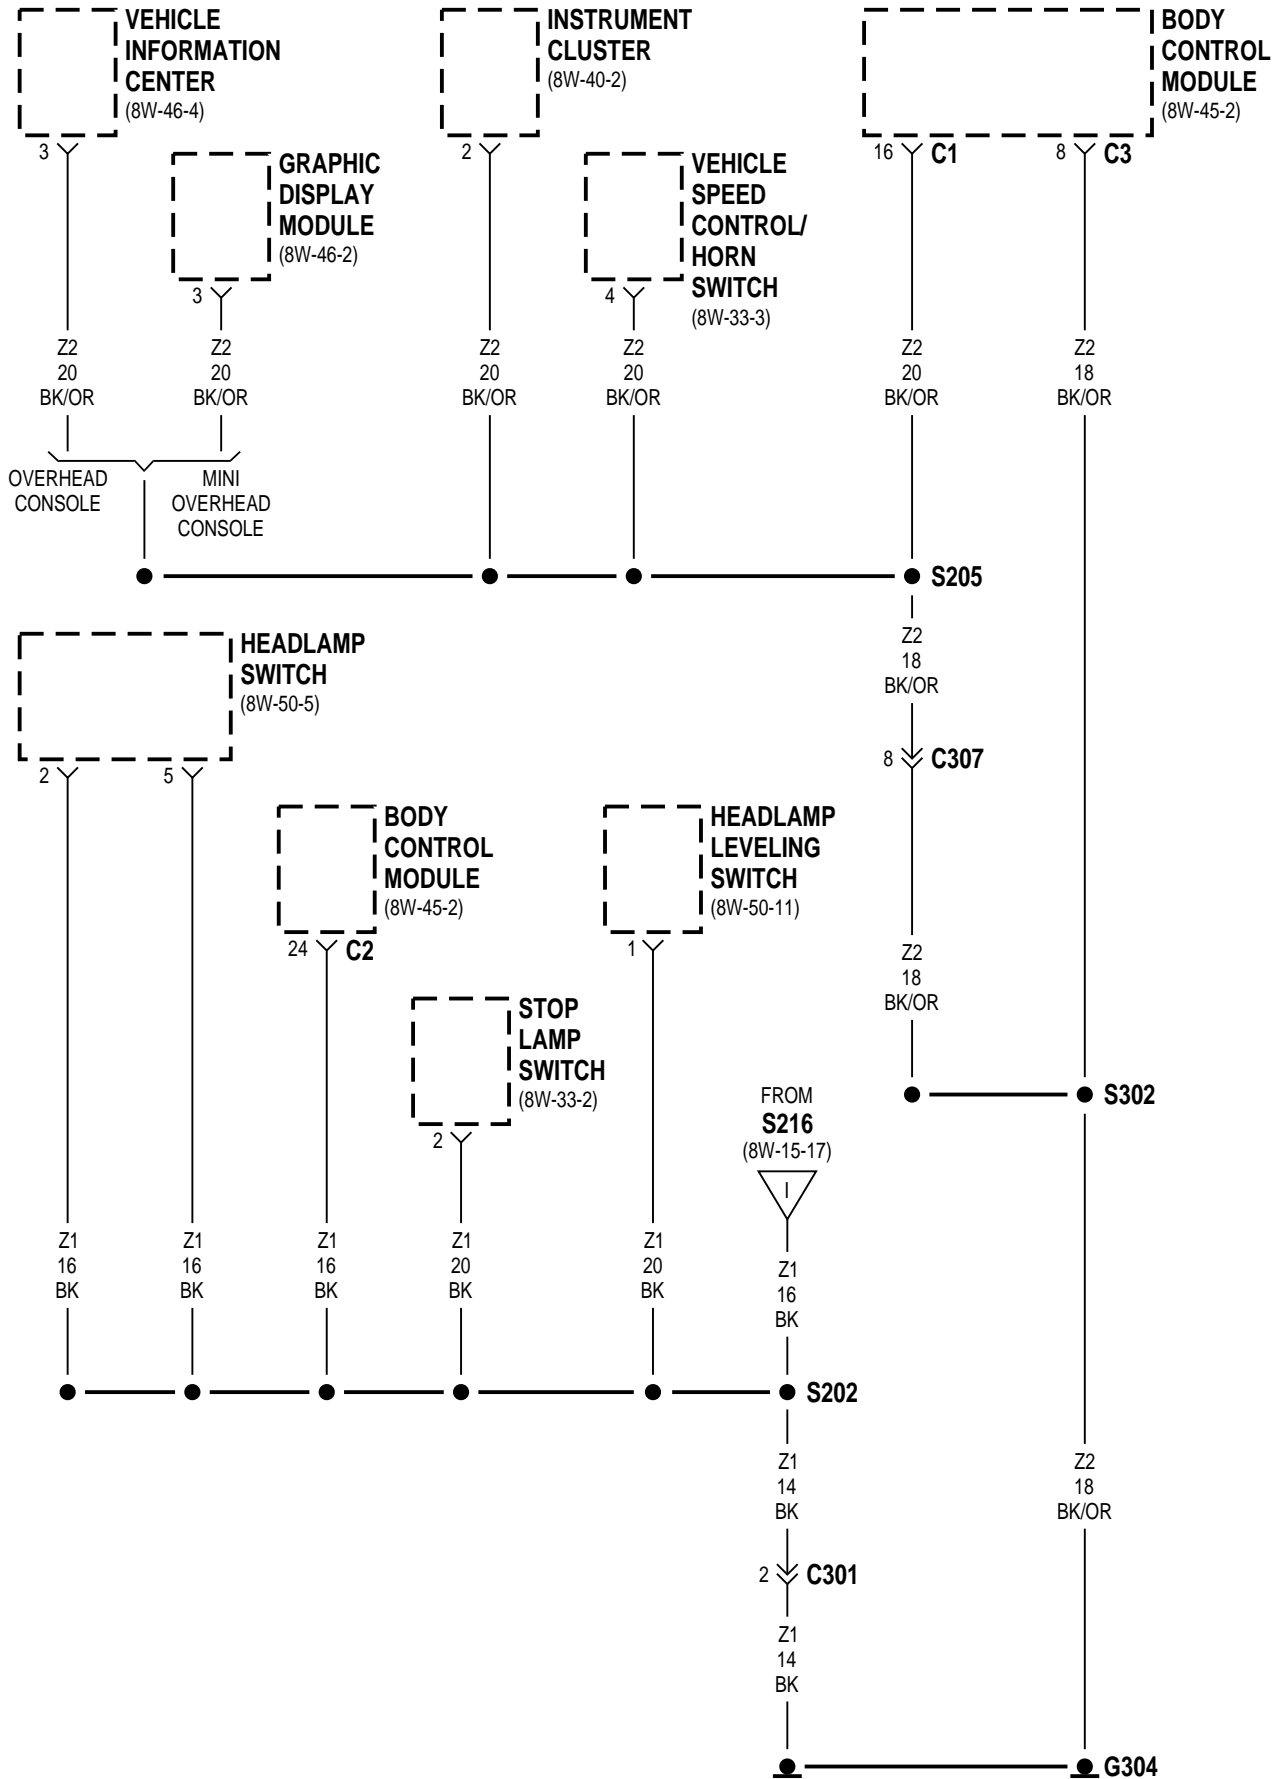 VEHICLE
INFORMATION
CENTER
(8W-46-4)
3
GRAPHIC
DISPLAY
MODULE
(8W-46-2)
3
INSTRUMENT
CLUSTER
(8W-40-2)
2
VEHICLE
SPEED
CONTROL/
HORN
SWITCH
(8W-33-3)
4
BODY
CONTROL
MODULE
(8W-45-2)
16
C1
8
C3
Z2
20
BK/OR
Z2
20
BK/OR
Z2
20
BK/OR
Z2
20
BK/OR
Z2
20
BK/OR
Z2
18
BK/OR
OVERHEAD
CONSOLE
MINI
OVERHEAD
CONSOLE
S205
Z2
18
BK/OR
8
C307
Z2
18
BK/OR
S302
HEADLAMP
SWITCH
(8W-50-5)
2
5
BODY
CONTROL
MODULE
(8W-45-2)
24
C2
STOP
LAMP
SWITCH
(8W-33-2)
2
HEADLAMP
LEVELING
SWITCH
(8W-50-11)
1
FROM
S216
(8W-15-17)
I
Z1
16
BK
Z1
16
BK
Z1
16
BK
Z1
20
BK
Z1
20
BK
Z1
16
BK
S202
Z1
14
BK
Z2
18
BK/OR
2
C301
Z1
14
BK
G304